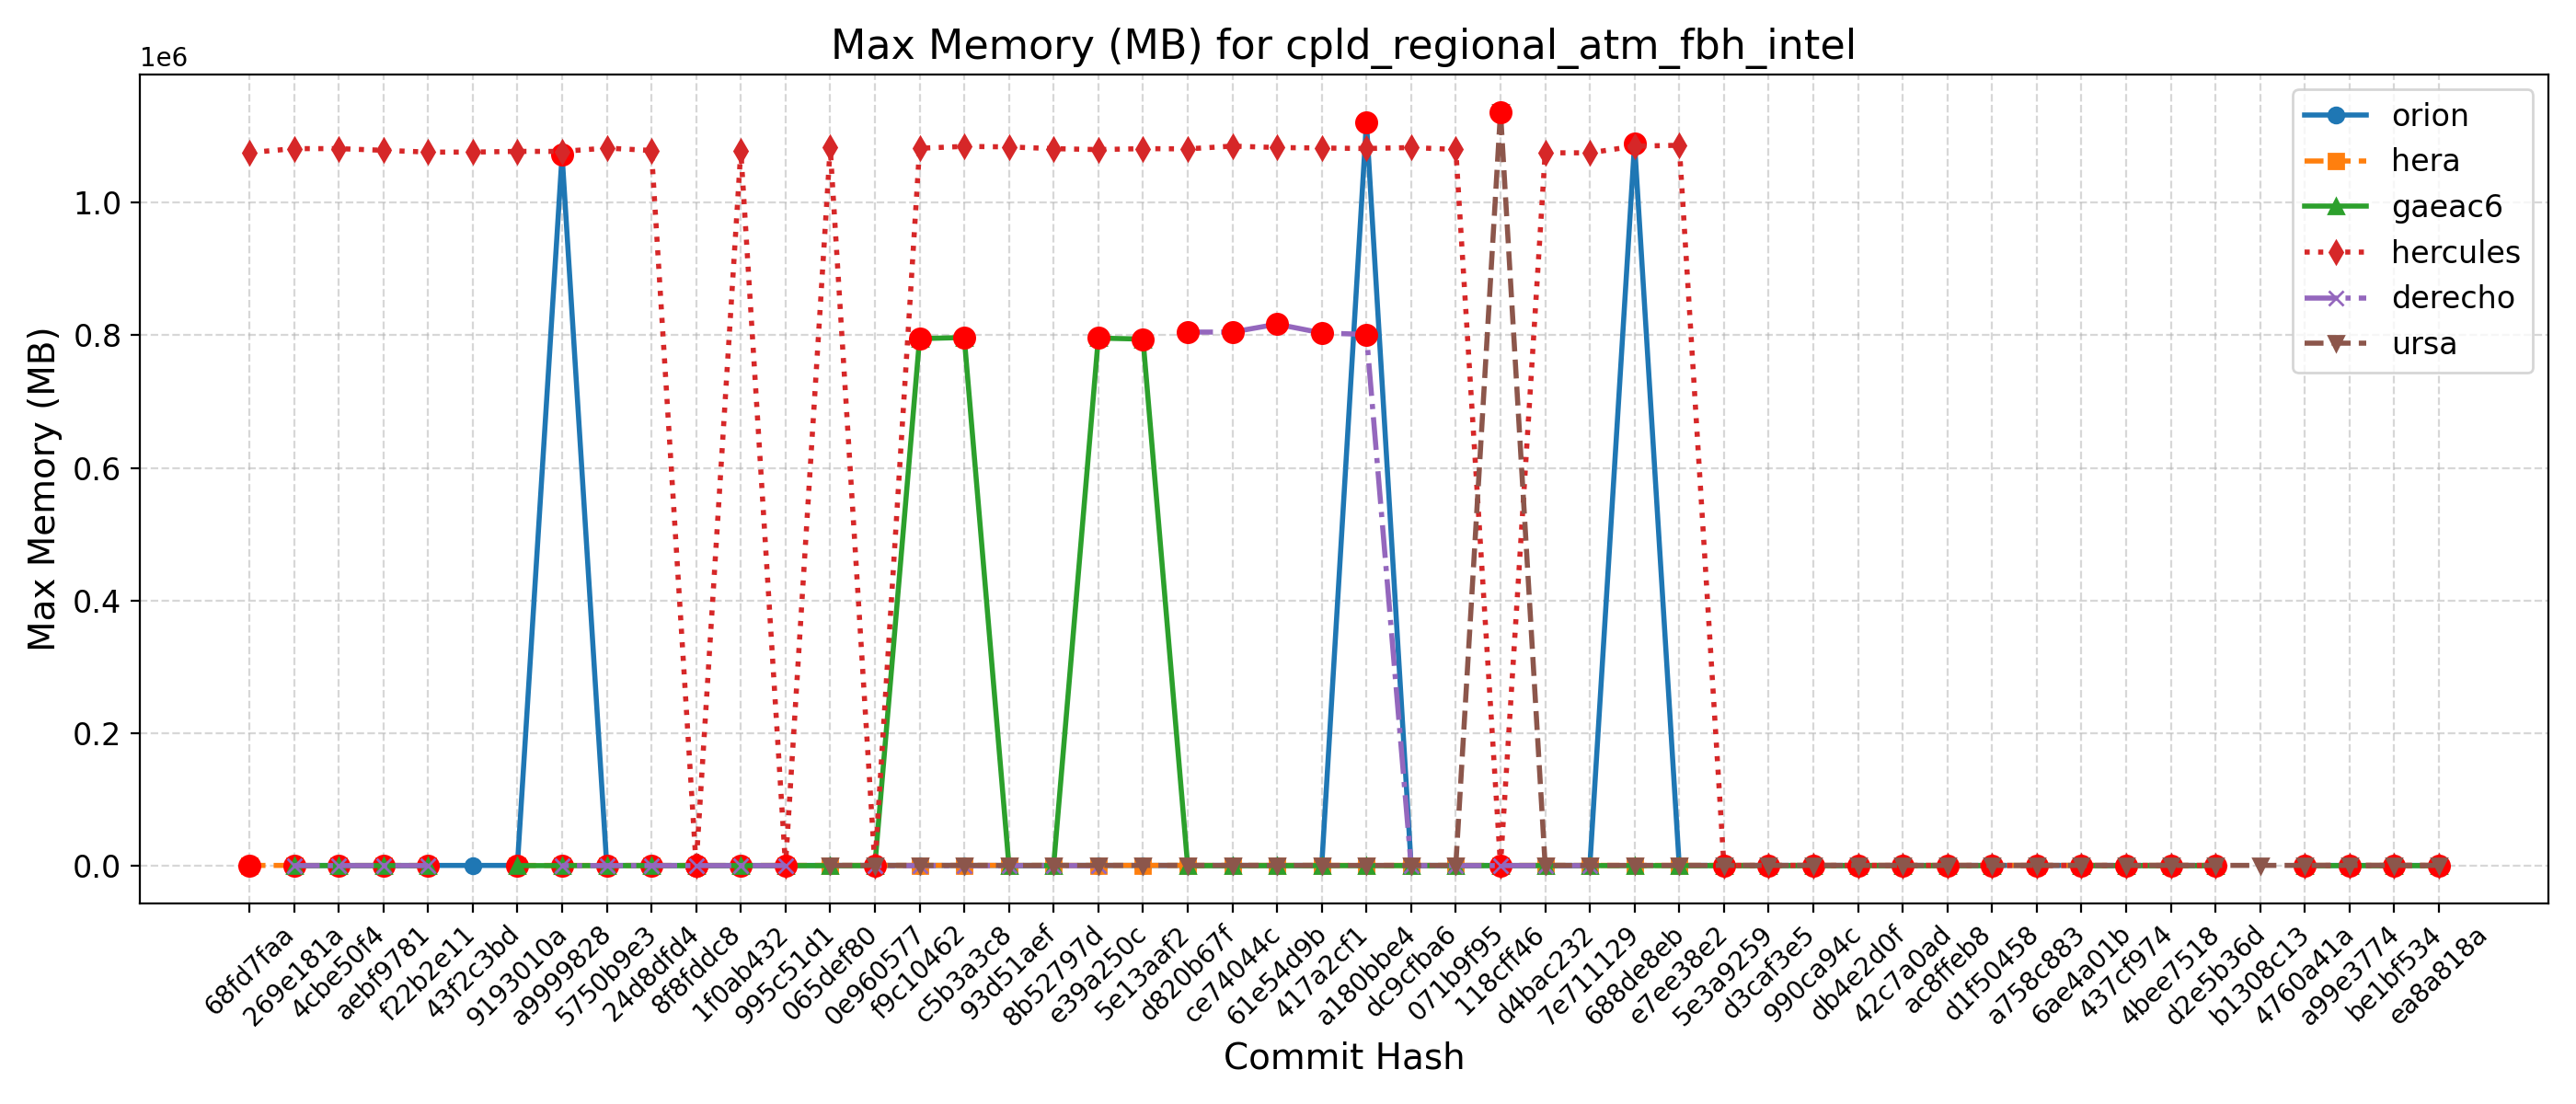 Max Memory (MB) for cpld_regional_atm_fbh_intel
1e6
Max Memory (MB)
1.0
0.8
0.6
0.4
0.2
0.0
orion
hera
gaeac6
hercules
derecho
ursa
68fd7faa
269e181a
4cbe50f4
aebf9781
f22b2e11
43f2c3bd
9193010a
a9999828
5750b9e3
24d8dfd4
8f8fddc8
1f0ab432
995c51d1
065def80
0e960577
f9c10462
c5b3a3c8
93d51aef
8b52797d
e39a250c
5e13aaf2
d820b67f
ce74044c
61e54d9b
417a2cf1
a180bbe4
dc9cfba6
071b9f95
118cff46
d4bac232
7e711129
688de8eb
e7ee38e2
5e3a9259
d3caf3e5
990ca94c
db4e2d0f
42c7a0ad
ac8ffeb8
d1f50458
a758c883
6ae4a01b
437cf974
4bee7518
d2e5b36d
b1308c13
4760a41a
a99e3774
be1bf534
ea8a818a
Commit Hash